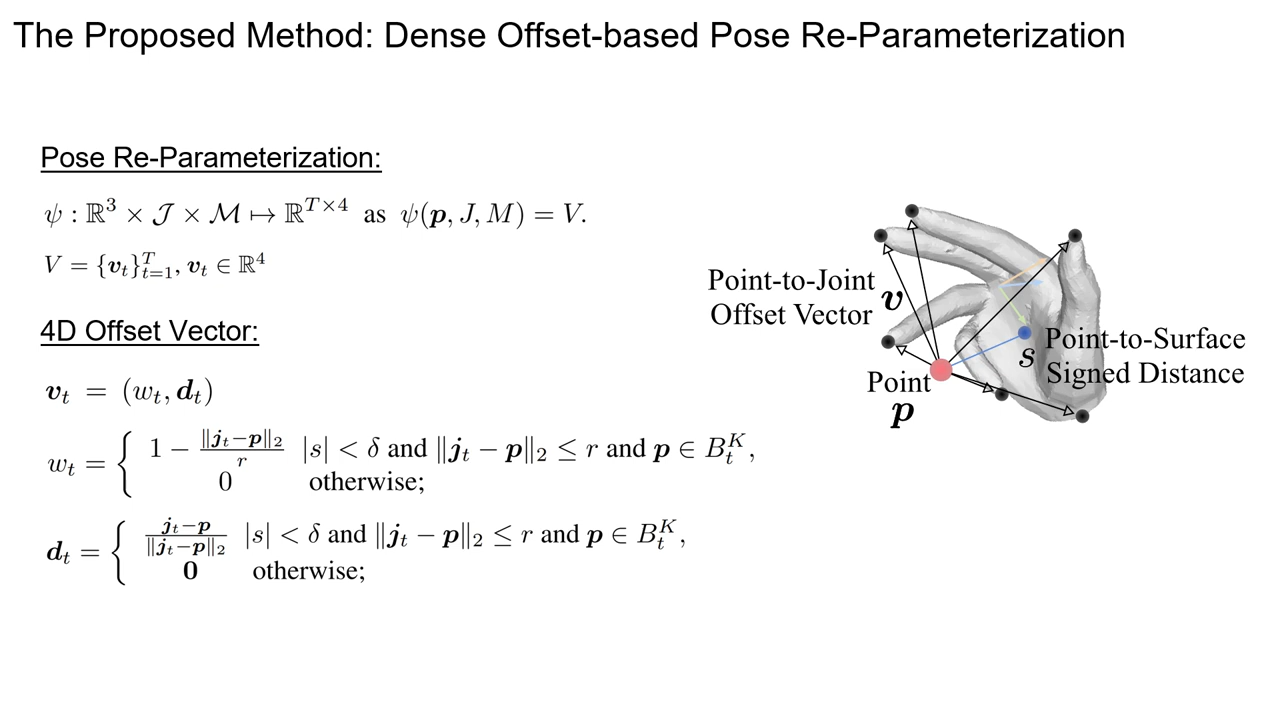 The Proposed Method: Dense Offset-based Pose Re-Parameterization
Pose Re-Parameterization:
ψ : ℝ³ × 𝒥 × ℳ ↦ ℝ^{T×4} as ψ(p, J, M) = V.
V = {v_t}_{t=1}^{T}, v_t ∈ ℝ⁴
4D Offset Vector:
v_t = (w_t, d_t)
w_t = { 1 − ‖j_t−p‖₂ / r  |s| < δ and ‖j_t − p‖₂ ≤ r and p ∈ B_t^K,
0 otherwise;
d_t = { (j_t−p) / ‖j_t−p‖₂  |s| < δ and ‖j_t − p‖₂ ≤ r and p ∈ B_t^K,
0 otherwise;
Point-to-Joint
Offset Vector v
Point
p
s
Point-to-Surface
Signed Distance